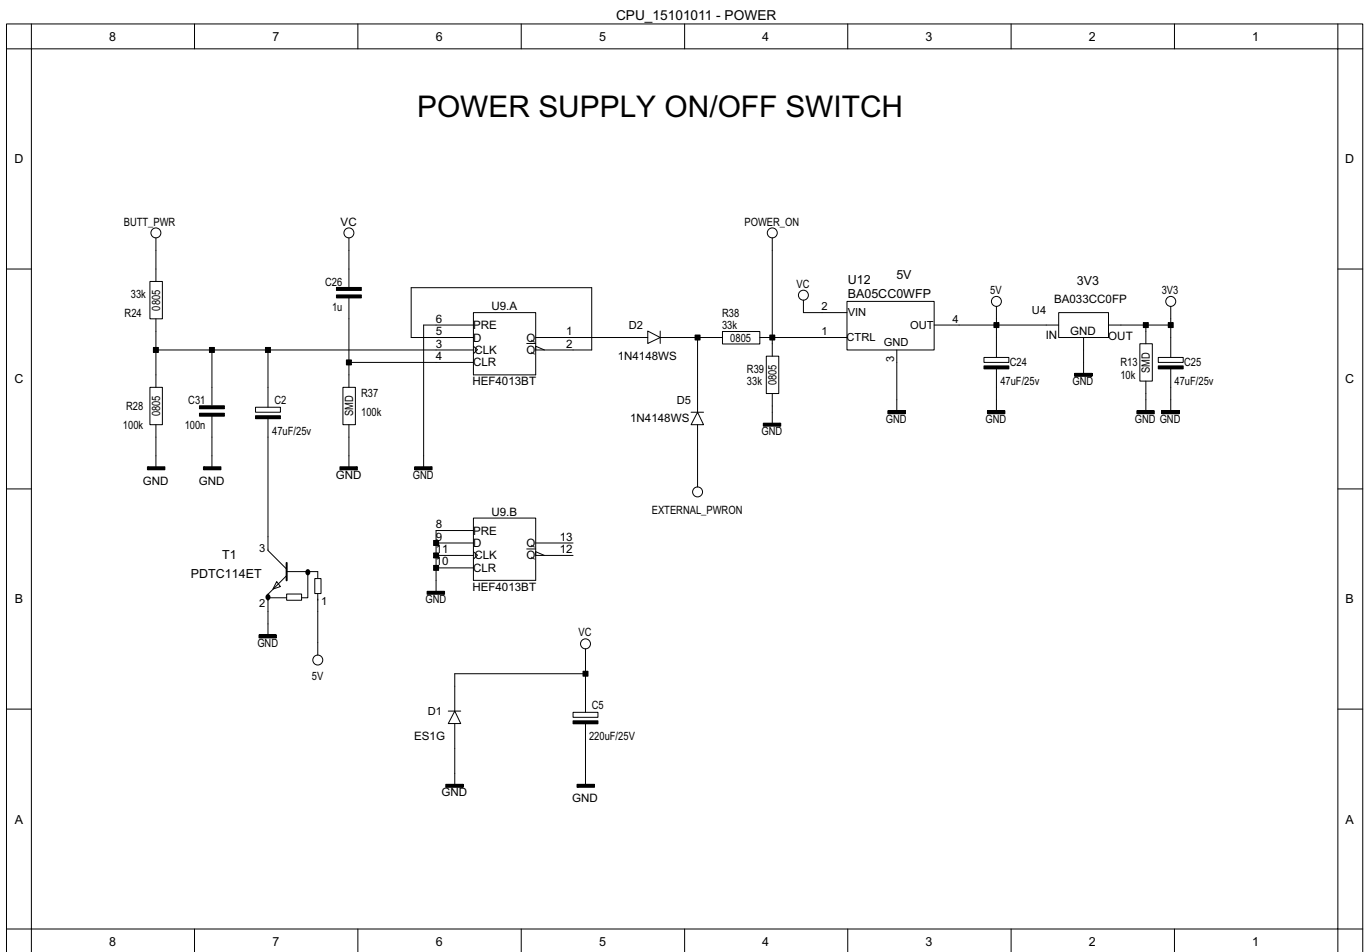 CPU_15101011 - POWER
8 7 6 5 4 3 2 1
POWER SUPPLY ON/OFF SWITCH
D D
BUTT_PWR
VC
POWER_ON
33k
0805
R24
C26
1u
U9.A
6 PRE
5 D
3 CLK
4 CLR
Q 1
Q 2
HEF4013BT
D2
1N4148WS
R38
33k
0805
VC
U12 5V
BA05CC0WFP
2 VIN
1 CTRL
OUT 4
GND
3
5V
3V3
BA033CC0FP
U4
IN GND OUT
3V3
C C
R28
100k
0805
C31
100n
C2
47uF/25v
SMD
R37
100k
R39
33k
0805
D5
1N4148WS
C24
47uF/25v
R13
10k
SMD
C25
47uF/25v
GND
GND
GND
GND
GND
GND
GND
GND
GND
GND
EXTERNAL_PWRON
U9.B
8 PRE
9 D
11 CLK
10 CLR
Q 13
Q 12
HEF4013BT
GND
T1
PDTC114ET
3
2
1
GND
5V
B B
VC
D1
ES1G
C5
220uF/25V
GND
GND
A A
8 7 6 5 4 3 2 1